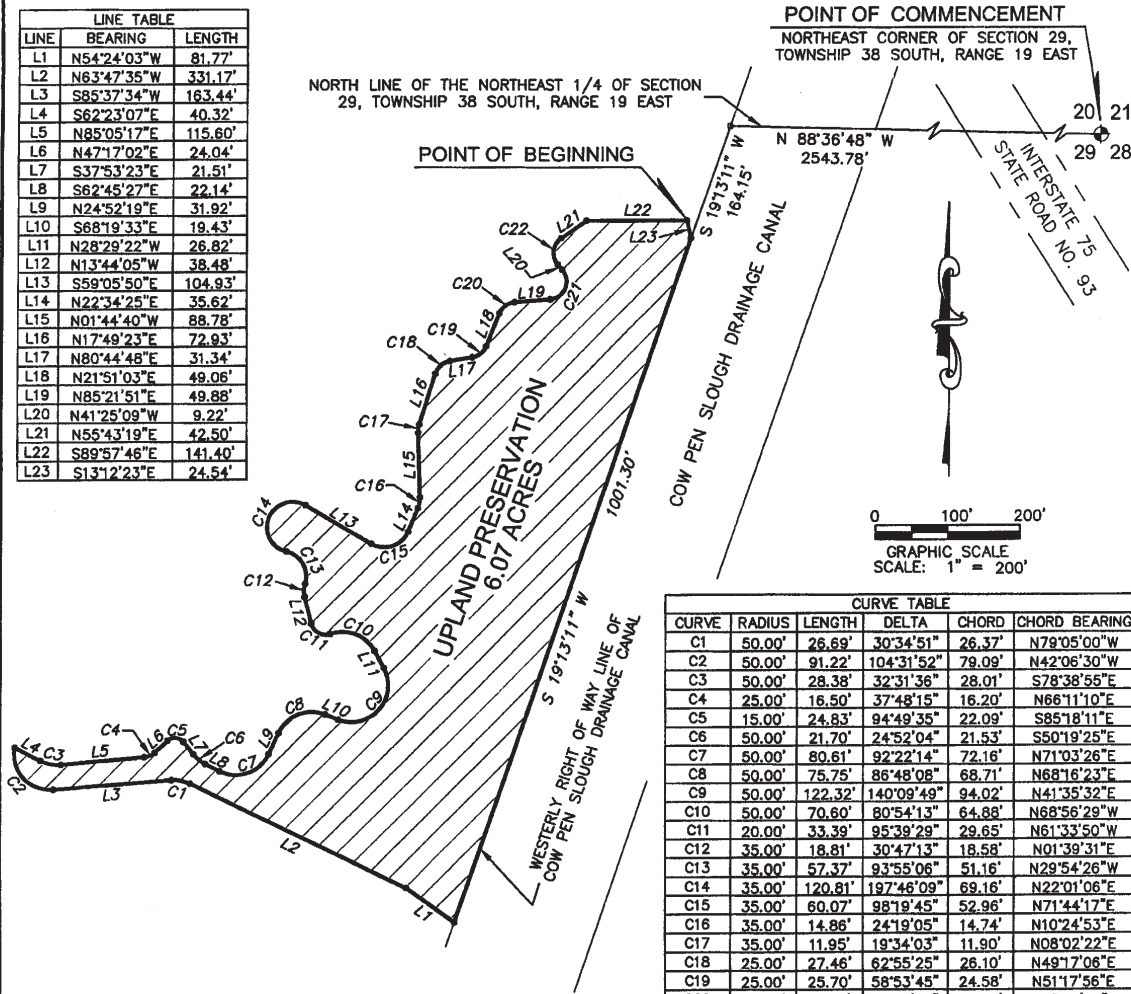 LINE TABLE
LINE BEARING LENGTH
L1 N54°24'03"W 81.77'
L2 N63°47'35"W 331.17'
L3 S85°37'34"W 163.44'
L4 S62°23'07"E 40.32'
L5 N85°05'17"E 115.60'
L6 N47°17'02"E 24.04'
L7 S37°53'23"E 21.51'
L8 S62°45'27"E 22.14'
L9 N24°52'19"E 31.92'
L10 S68°19'33"E 19.43'
L11 N28°29'22"W 26.82'
L12 N13°44'05"W 38.48'
L13 S59°05'50"E 104.93'
L14 N22°34'25"E 35.62'
L15 N01°44'40"W 88.78'
L16 N17°49'23"E 72.93'
L17 N80°44'48"E 31.34'
L18 N21°51'03"E 49.06'
L19 N85°21'51"E 49.88'
L20 N41°25'09"W 9.22'
L21 N55°43'19"E 42.50'
L22 S89°57'46"E 141.40'
L23 S13°12'23"E 24.54'
POINT OF COMMENCEMENT
NORTHEAST CORNER OF SECTION 29,
TOWNSHIP 38 SOUTH, RANGE 19 EAST
NORTH LINE OF THE NORTHEAST 1/4 OF SECTION
29, TOWNSHIP 38 SOUTH, RANGE 19 EAST
20 21
29 28
N 88°36'48" W
2543.78'
INTERSTATE 75
STATE ROAD NO. 93
S 19°13'11" W
164.15'
POINT OF BEGINNING
COW PEN SLOUGH DRAINAGE CANAL
L22
L23
L21
C22
L20
C21
L19
C20
L18
C19
L17
C18
L16
C17
L15
C16
L14
C15
L13
C14
C13
C12
L12
C11
C10
L11
C9
L10
C8
L9
C7
C6
L8
L7
C5
L6
C4
L5
C3
L4
C2
L3
C1
L2
L1
UPLAND PRESERVATION
6.07 ACRES
1001.30'
S 19°13'11" W
WESTERLY RIGHT OF WAY LINE OF
COW PEN SLOUGH DRAINAGE CANAL
0 100' 200'
GRAPHIC SCALE
SCALE: 1" = 200'
CURVE TABLE
CURVE RADIUS LENGTH DELTA CHORD CHORD BEARING
C1 50.00' 26.69' 30°34'51" 26.37' N79°05'00"W
C2 50.00' 91.22' 104°31'52" 79.09' N42°06'30"W
C3 50.00' 28.38' 32°31'36" 28.01' S78°38'55"E
C4 25.00' 16.50' 37°48'15" 16.20' N66°11'10"E
C5 15.00' 24.83' 94°49'35" 22.09' S85°18'11"E
C6 50.00' 21.70' 24°52'04" 21.53' S50°19'25"E
C7 50.00' 80.61' 92°22'14" 72.16' N71°03'26"E
C8 50.00' 75.75' 86°48'08" 68.71' N68°16'23"E
C9 50.00' 122.32' 140°09'49" 94.02' N41°35'32"E
C10 50.00' 70.60' 80°54'13" 64.88' N68°56'29"W
C11 20.00' 33.39' 95°39'29" 29.65' N61°33'50"W
C12 35.00' 18.81' 30°47'13" 18.58' N01°39'31"E
C13 35.00' 57.37' 93°55'06" 51.16' N29°54'26"W
C14 35.00' 120.81' 197°46'09" 69.16' N22°01'06"E
C15 35.00' 60.07' 98°19'45" 52.96' N71°44'17"E
C16 35.00' 14.86' 24°19'05" 14.74' N10°24'53"E
C17 35.00' 11.95' 19°34'03" 11.90' N08°02'22"E
C18 25.00' 27.46' 62°55'25" 26.10' N49°17'06"E
C19 25.00' 25.70' 58°53'45" 24.58' N51°17'56"E